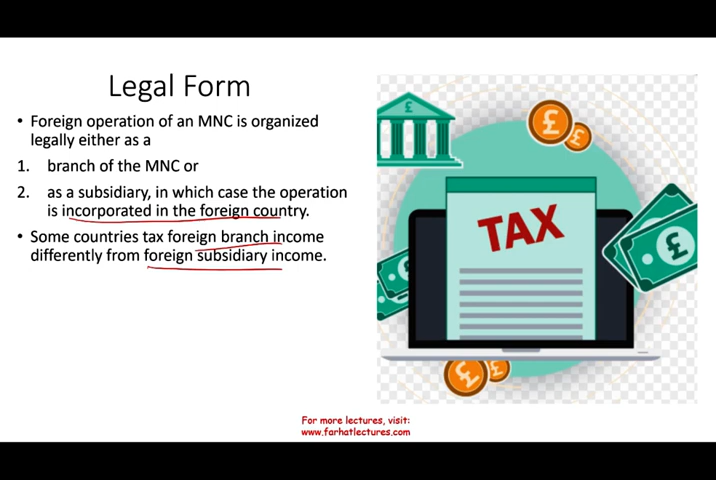 Legal Form
• Foreign operation of an MNC is organized
legally either as a
1. branch of the MNC or
2. as a subsidiary, in which case the operation
is incorporated in the foreign country.
• Some countries tax foreign branch income
differently from foreign subsidiary income.
£
£
£
TAX
£
£
£
£
£
For more lectures, visit:
www.farhatlectures.com